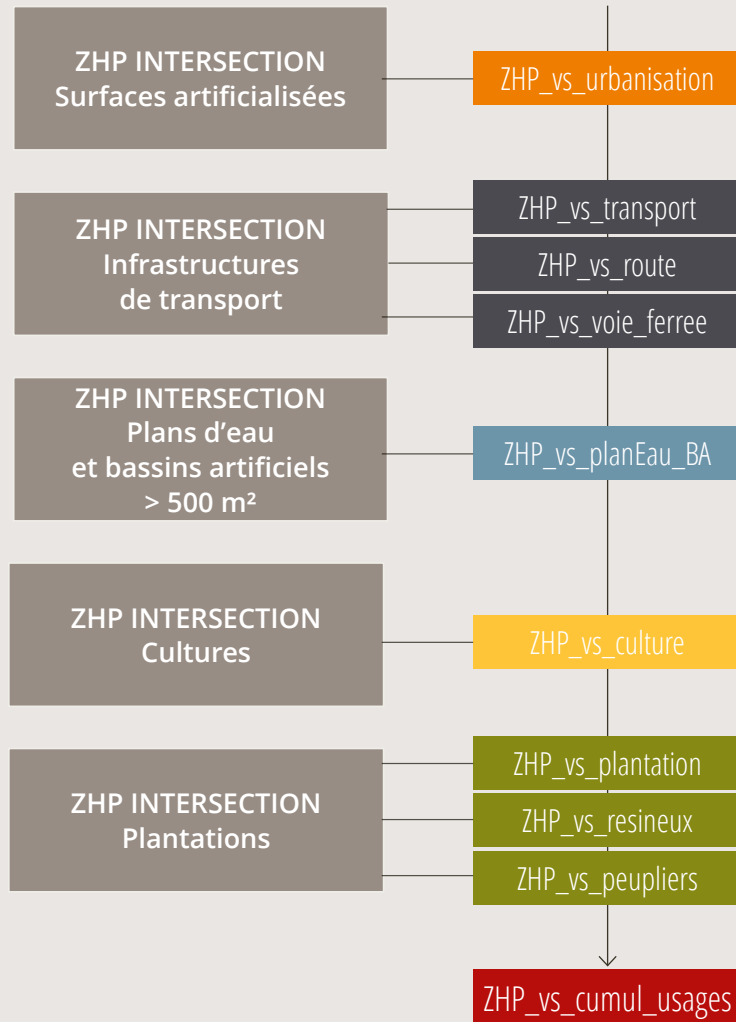 ZHP INTERSECTION
Surfaces artificialisées
ZHP_vs_urbanisation
ZHP INTERSECTION
Infrastructures
de transport
ZHP_vs_transport
ZHP_vs_route
ZHP_vs_voie_ferree
ZHP INTERSECTION
Plans d’eau
et bassins artificiels
> 500 m²
ZHP_vs_planEau_BA
ZHP INTERSECTION
Cultures
ZHP_vs_culture
ZHP INTERSECTION
Plantations
ZHP_vs_plantation
ZHP_vs_resineux
ZHP_vs_peupliers
ZHP_vs_cumul_usages